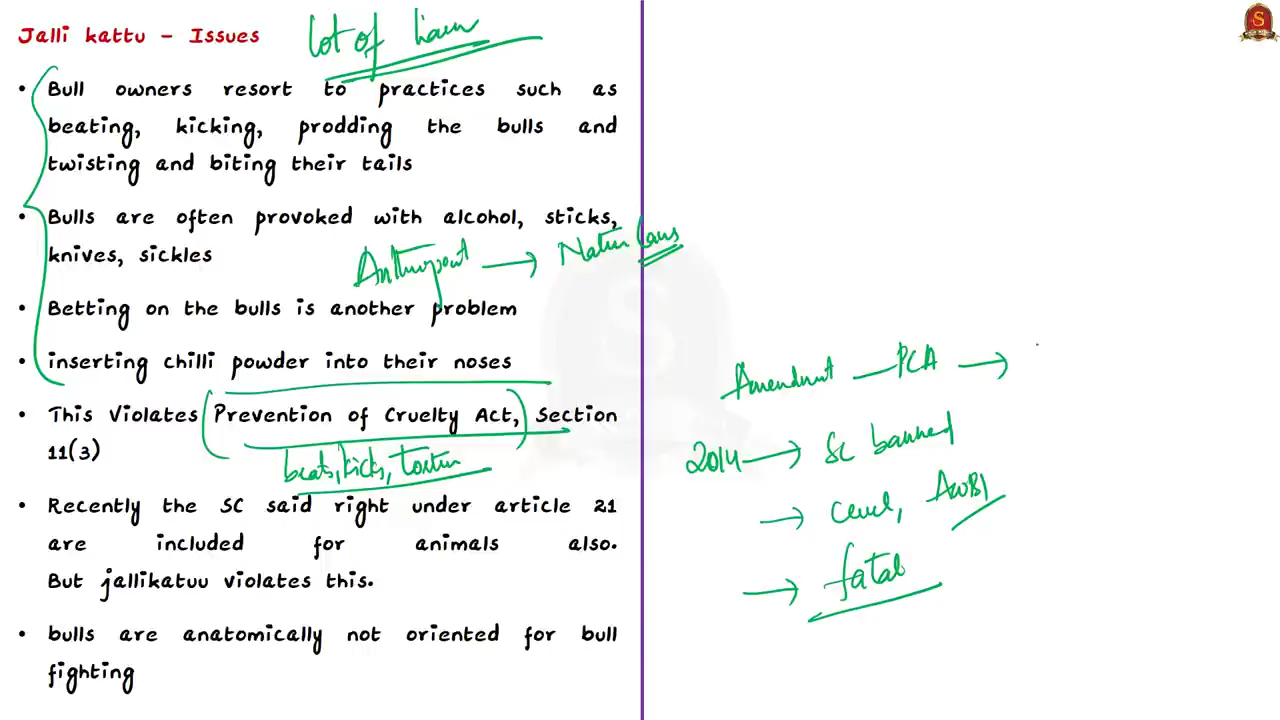 Jalli kattu - Issues
lot of
• Bull owners resort to practices such as
beating, kicking, prodding the bulls and
twisting and biting their tails
• Bulls are often provoked with alcohol, sticks,
knives, sickles
→ Nature laws
• Betting on the bulls is another problem
• inserting chilli powder into their noses
• This Violates Prevention of Cruelty Act, Section
11(3)
beats, kicks, torture
• Recently the SC said right under article 21
are included for animals also.
But jallikatuu violates this.
• bulls are anatomically not oriented for bull
fighting
S
S
Amendment — PCA →
2014 → SC banned
→ cruel, AWBI
→ fatal